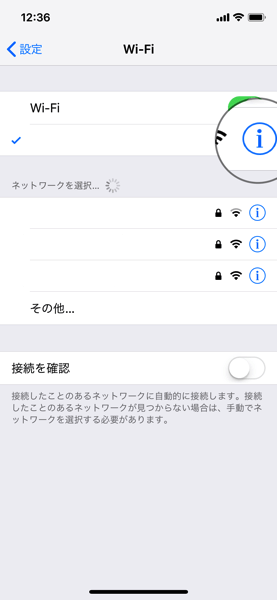 12:36
設定
Wi-Fi
Wi-Fi
ネットワークを選択...
その他...
接続を確認
接続したことのあるネットワークに自動的に接続します。接続
したことのあるネットワークが見つからない場合は、手動でネ
ットワークを選択する必要があります。